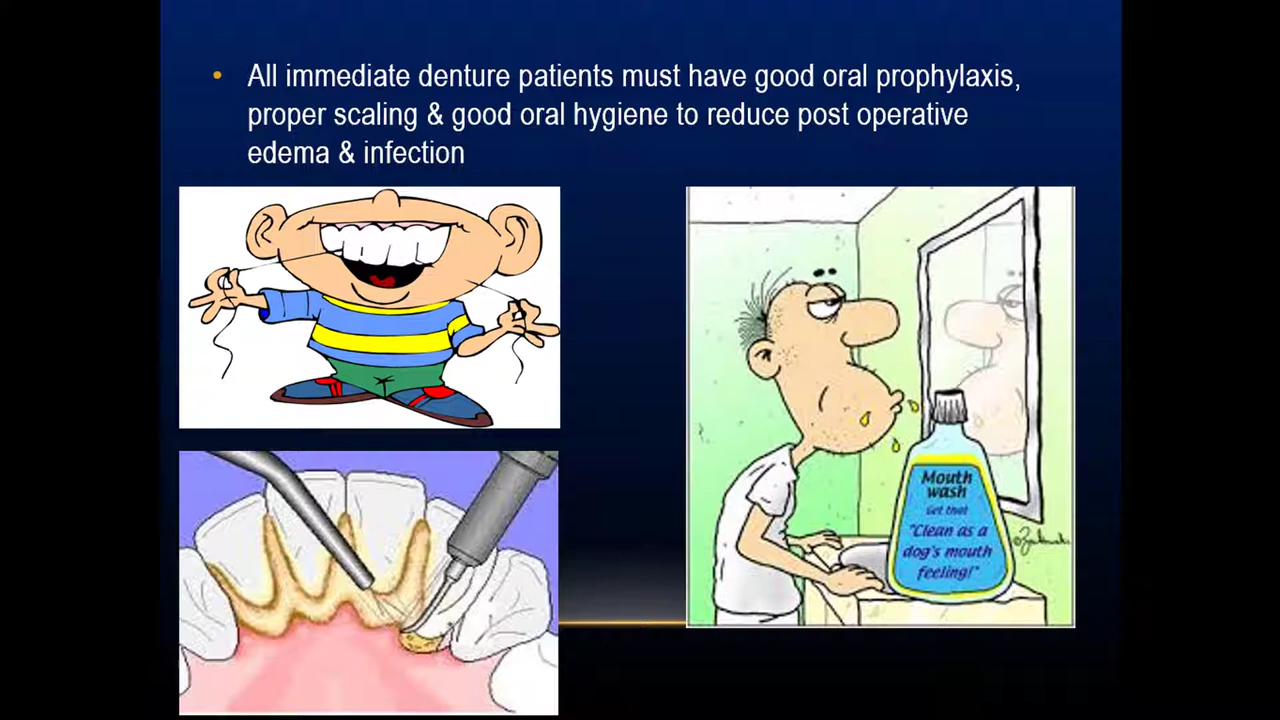 • All immediate denture patients must have good oral prophylaxis,
proper scaling & good oral hygiene to reduce post operative
edema & infection
Mouth
wash
Get that
"Clean as a
dog's mouth
feeling!"